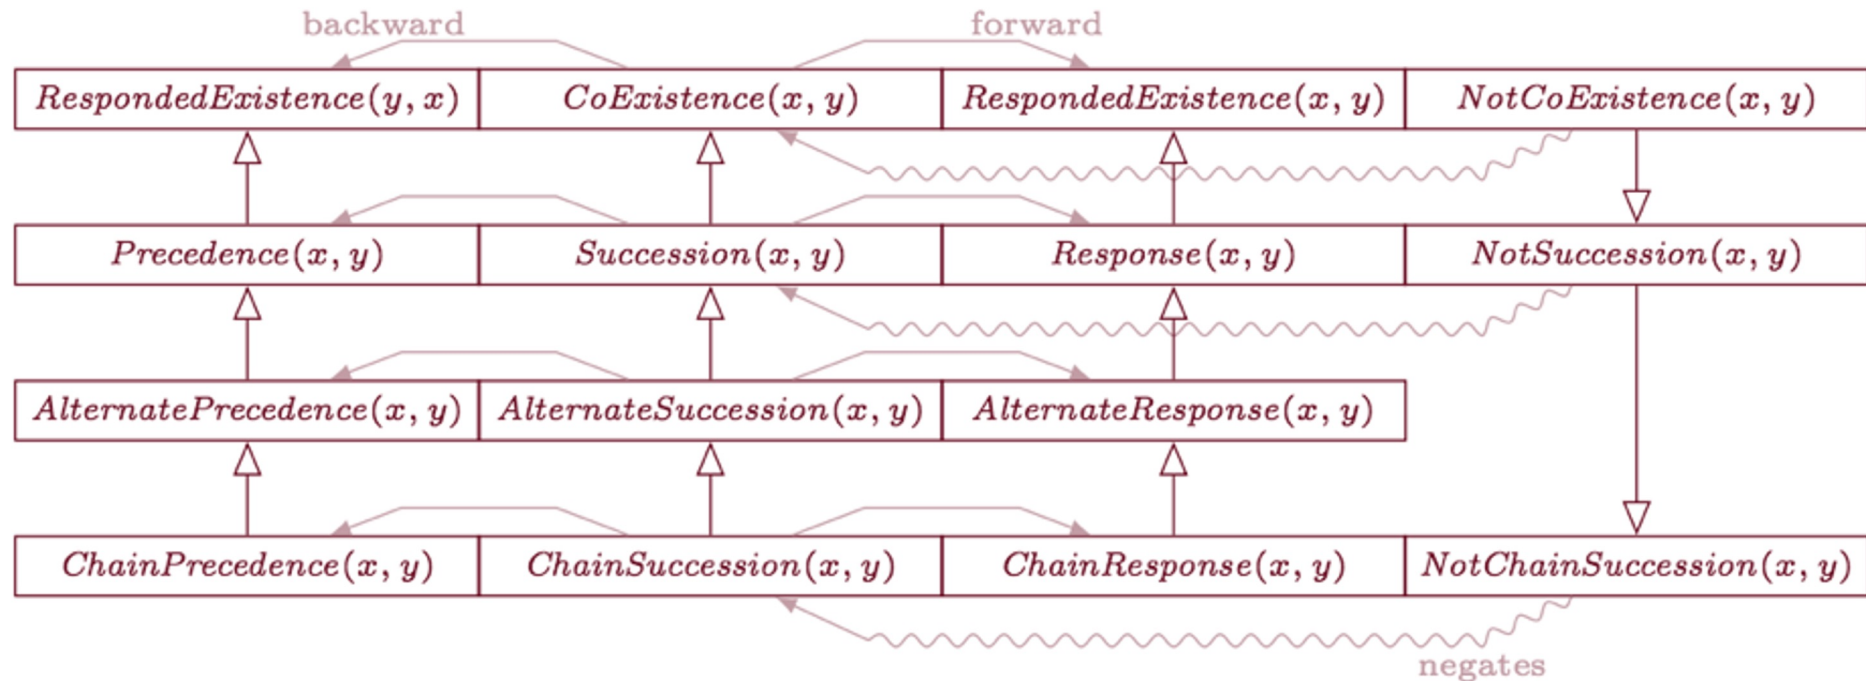 backward forward
RespondedExistence(y, x) CoExistence(x, y) RespondedExistence(x, y) NotCoExistence(x, y)
Precedence(x, y) Succession(x, y) Response(x, y) NotSuccession(x, y)
AlternatePrecedence(x, y) AlternateSuccession(x, y) AlternateResponse(x, y)
ChainPrecedence(x, y) ChainSuccession(x, y) ChainResponse(x, y) NotChainSuccession(x, y)
negates